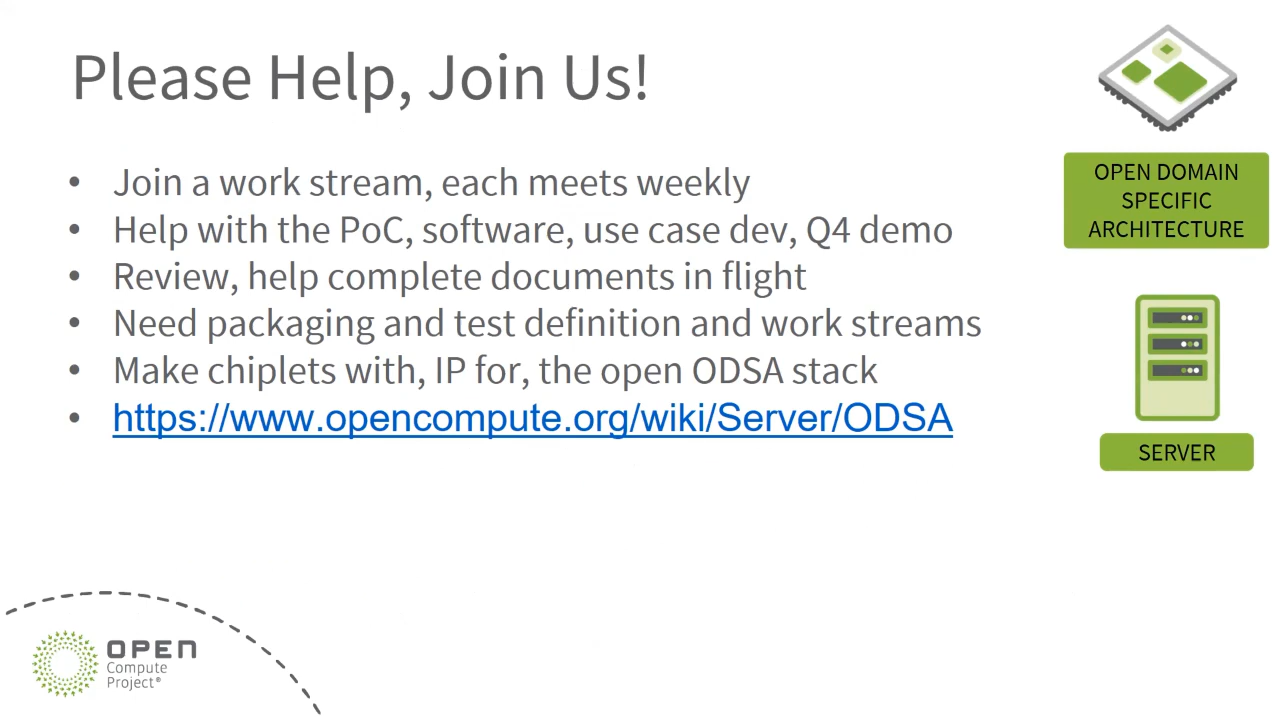 Please Help, Join Us!
• Join a work stream, each meets weekly
• Help with the PoC, software, use case dev, Q4 demo
• Review, help complete documents in flight
• Need packaging and test definition and work streams
• Make chiplets with, IP for, the open ODSA stack
• https://www.opencompute.org/wiki/Server/ODSA
OPEN DOMAIN
SPECIFIC
ARCHITECTURE
SERVER
OPEN
Compute
Project®